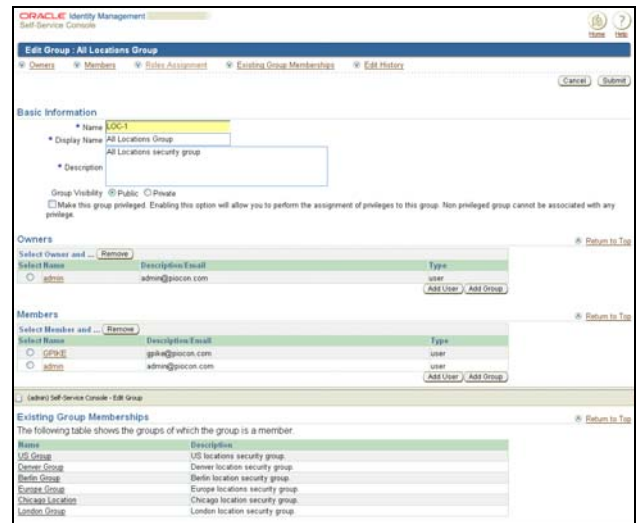 ORACLE Identity Management
Self-Service Console
Home Help
Edit Group : All Locations Group
Owners Members Roles Assignment Existing Group Memberships Edit History
Cancel Submit
Basic Information
* Name LOC-1
* Display Name All Locations Group
* Description All Locations security group
Group Visibility Public Private
Make this group privileged. Enabling this option will allow you to perform the assignment of privileges to this group. Non privileged group cannot be associated with any
privilege.
Owners
Return to Top
Select Owner and ... Remove
Select Name Description/Email Type
admin admin@piocon.com user
Add User Add Group
Members
Return to Top
Select Member and ... Remove
Select Name Description/Email Type
GPIKE gpike@piocon.com user
admin admin@piocon.com user
Add User Add Group
(admin) Self-Service Console - Edit Group
Existing Group Memberships
Return to Top
The following table shows the groups of which the group is a member.
Name Description
US Group US locations security group.
Denver Group Denver location security group.
Berlin Group Berlin location security group.
Europe Group Europe locations security group.
Chicago Location Chicago location security group.
London Group London location security group.